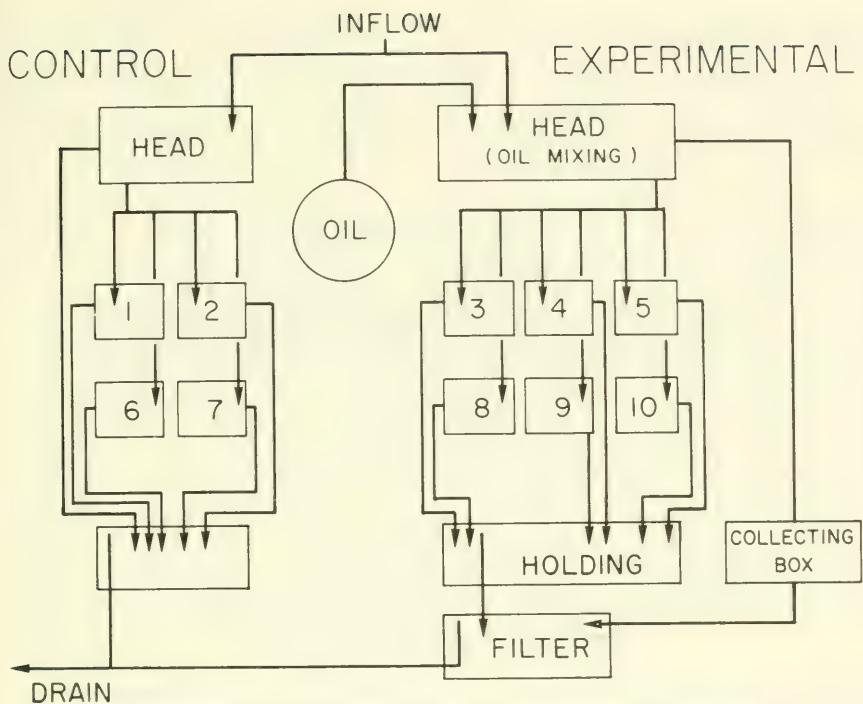 INFLOW
CONTROL
EXPERIMENTAL
HEAD
HEAD
( OIL MIXING )
OIL
1
2
3
4
5
6
7
8
9
10
HOLDING
COLLECTING
BOX
FILTER
DRAIN